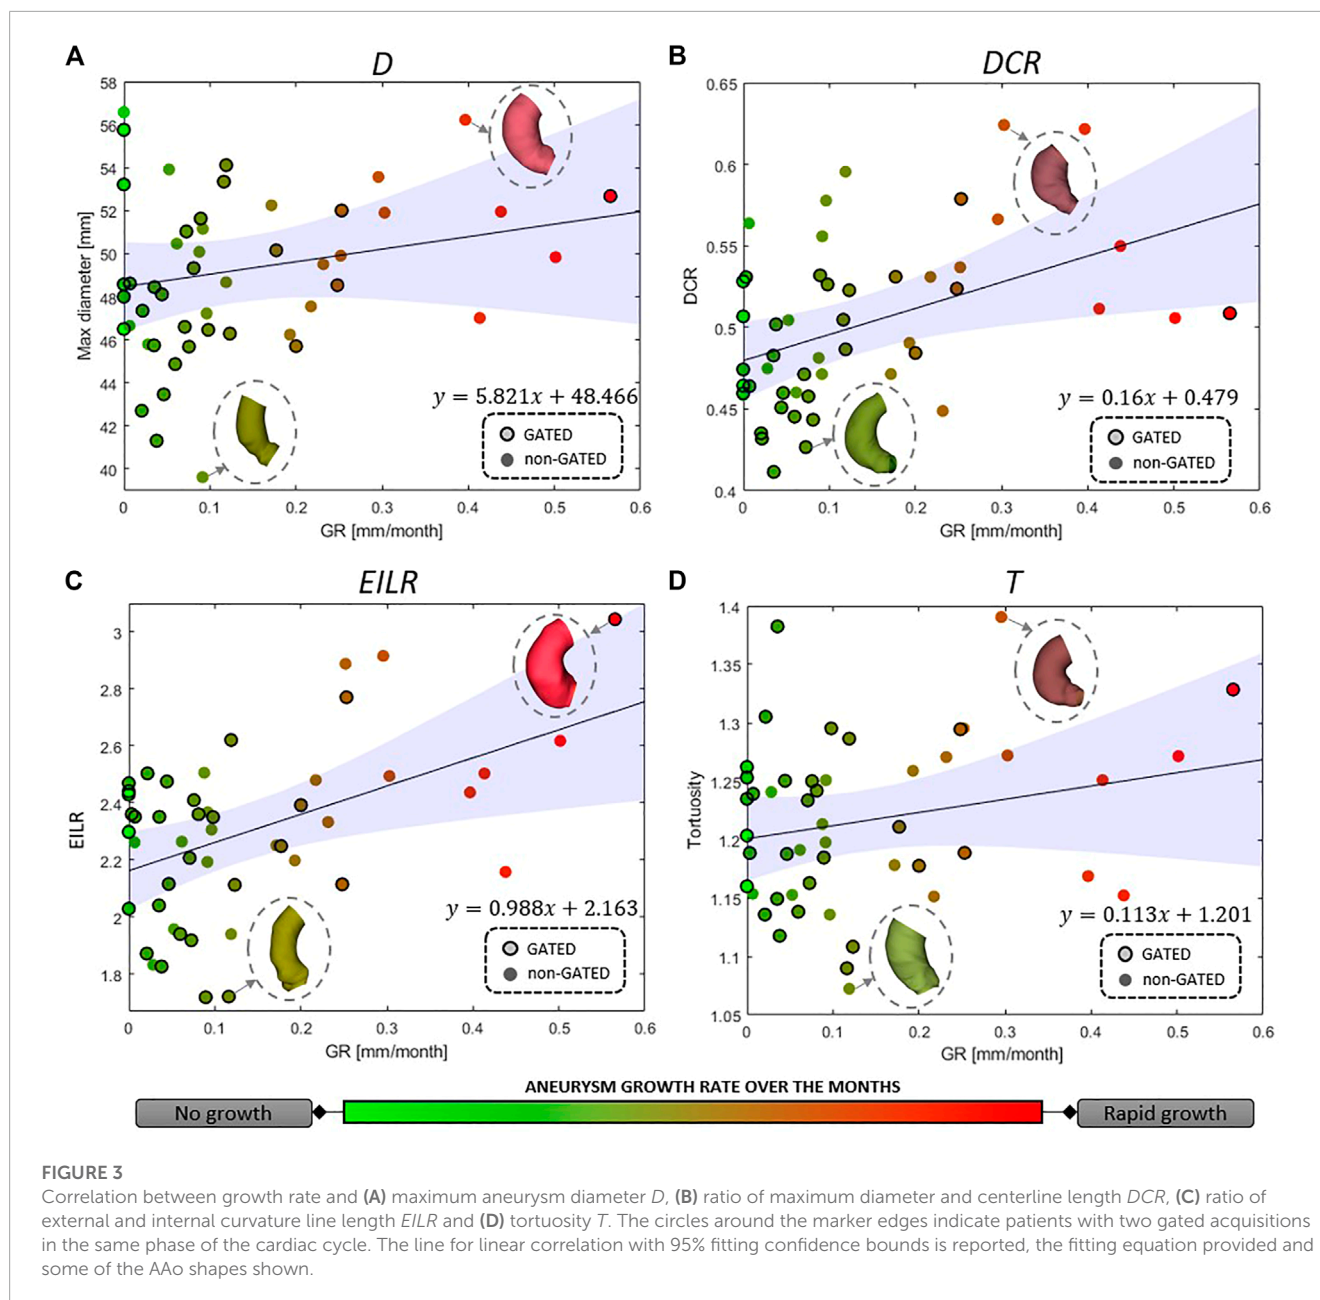 A
D
58
56
54
52
50
48
46
44
42
40
Max diameter [mm]
y = 5.821x + 48.466
GATED
non-GATED
0 0.1 0.2 0.3 0.4 0.5 0.6
GR [mm/month]
B
DCR
0.65
0.6
0.55
0.5
0.45
0.4
DCR
y = 0.16x + 0.479
GATED
non-GATED
0 0.1 0.2 0.3 0.4 0.5 0.6
GR [mm/month]
C
EILR
3
2.8
2.6
2.4
2.2
2
1.8
EILR
y = 0.988x + 2.163
GATED
non-GATED
0 0.1 0.2 0.3 0.4 0.5 0.6
GR [mm/month]
D
T
1.4
1.35
1.3
1.25
1.2
1.15
1.1
1.05
Tortuosity
y = 0.113x + 1.201
GATED
non-GATED
0 0.1 0.2 0.3 0.4 0.5 0.6
GR [mm/month]
ANEURYSM GROWTH RATE OVER THE MONTHS
No growth
Rapid growth
FIGURE 3
Correlation between growth rate and (A) maximum aneurysm diameter D, (B) ratio of maximum diameter and centerline length DCR, (C) ratio of
external and internal curvature line length EILR and (D) tortuosity T. The circles around the marker edges indicate patients with two gated acquisitions
in the same phase of the cardiac cycle. The line for linear correlation with 95% fitting confidence bounds is reported, the fitting equation provided and
some of the AAo shapes shown.